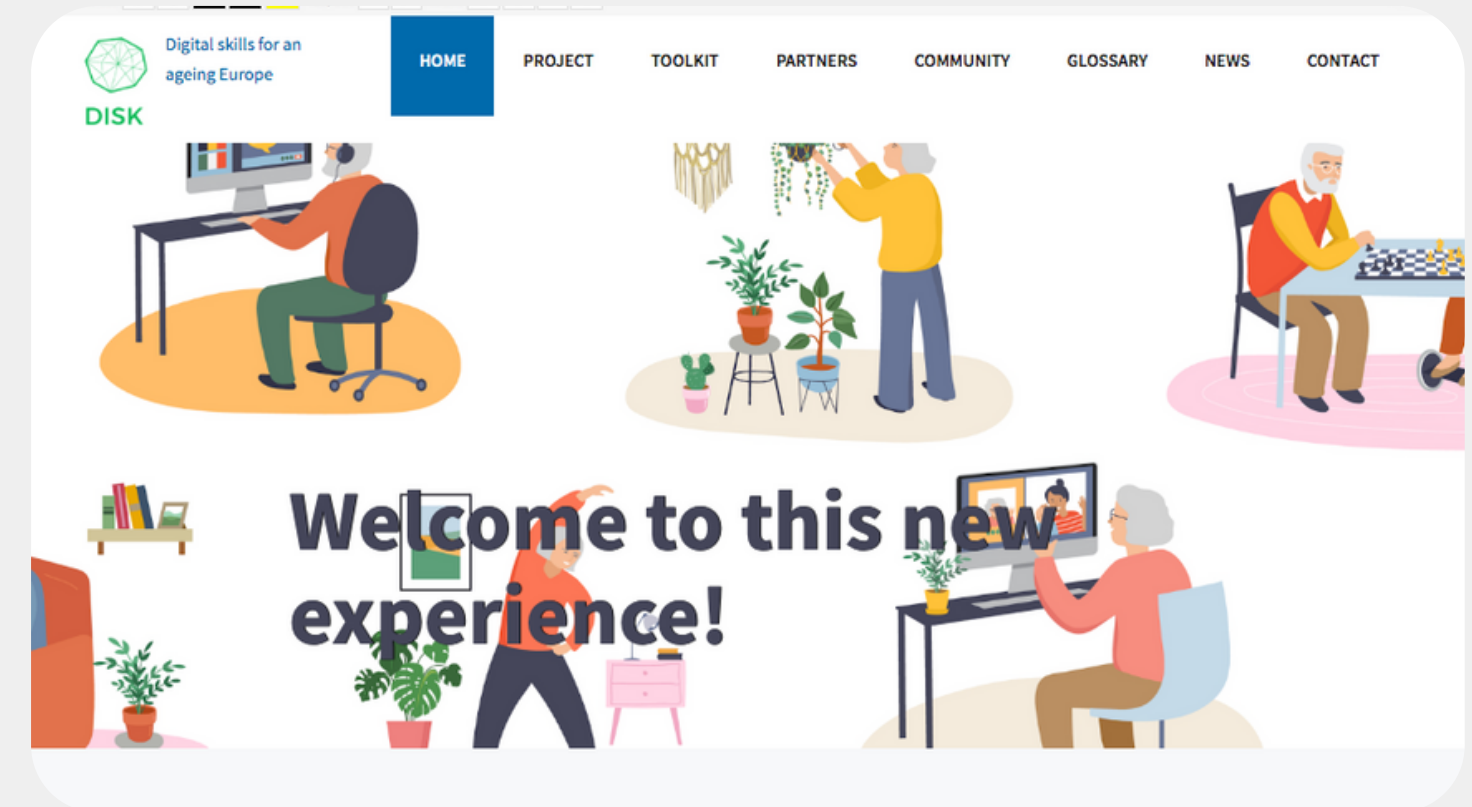 Digital skills for an
ageing Europe
DISK
HOME PROJECT TOOLKIT PARTNERS COMMUNITY GLOSSARY NEWS CONTACT
Welcome to this new
experience!